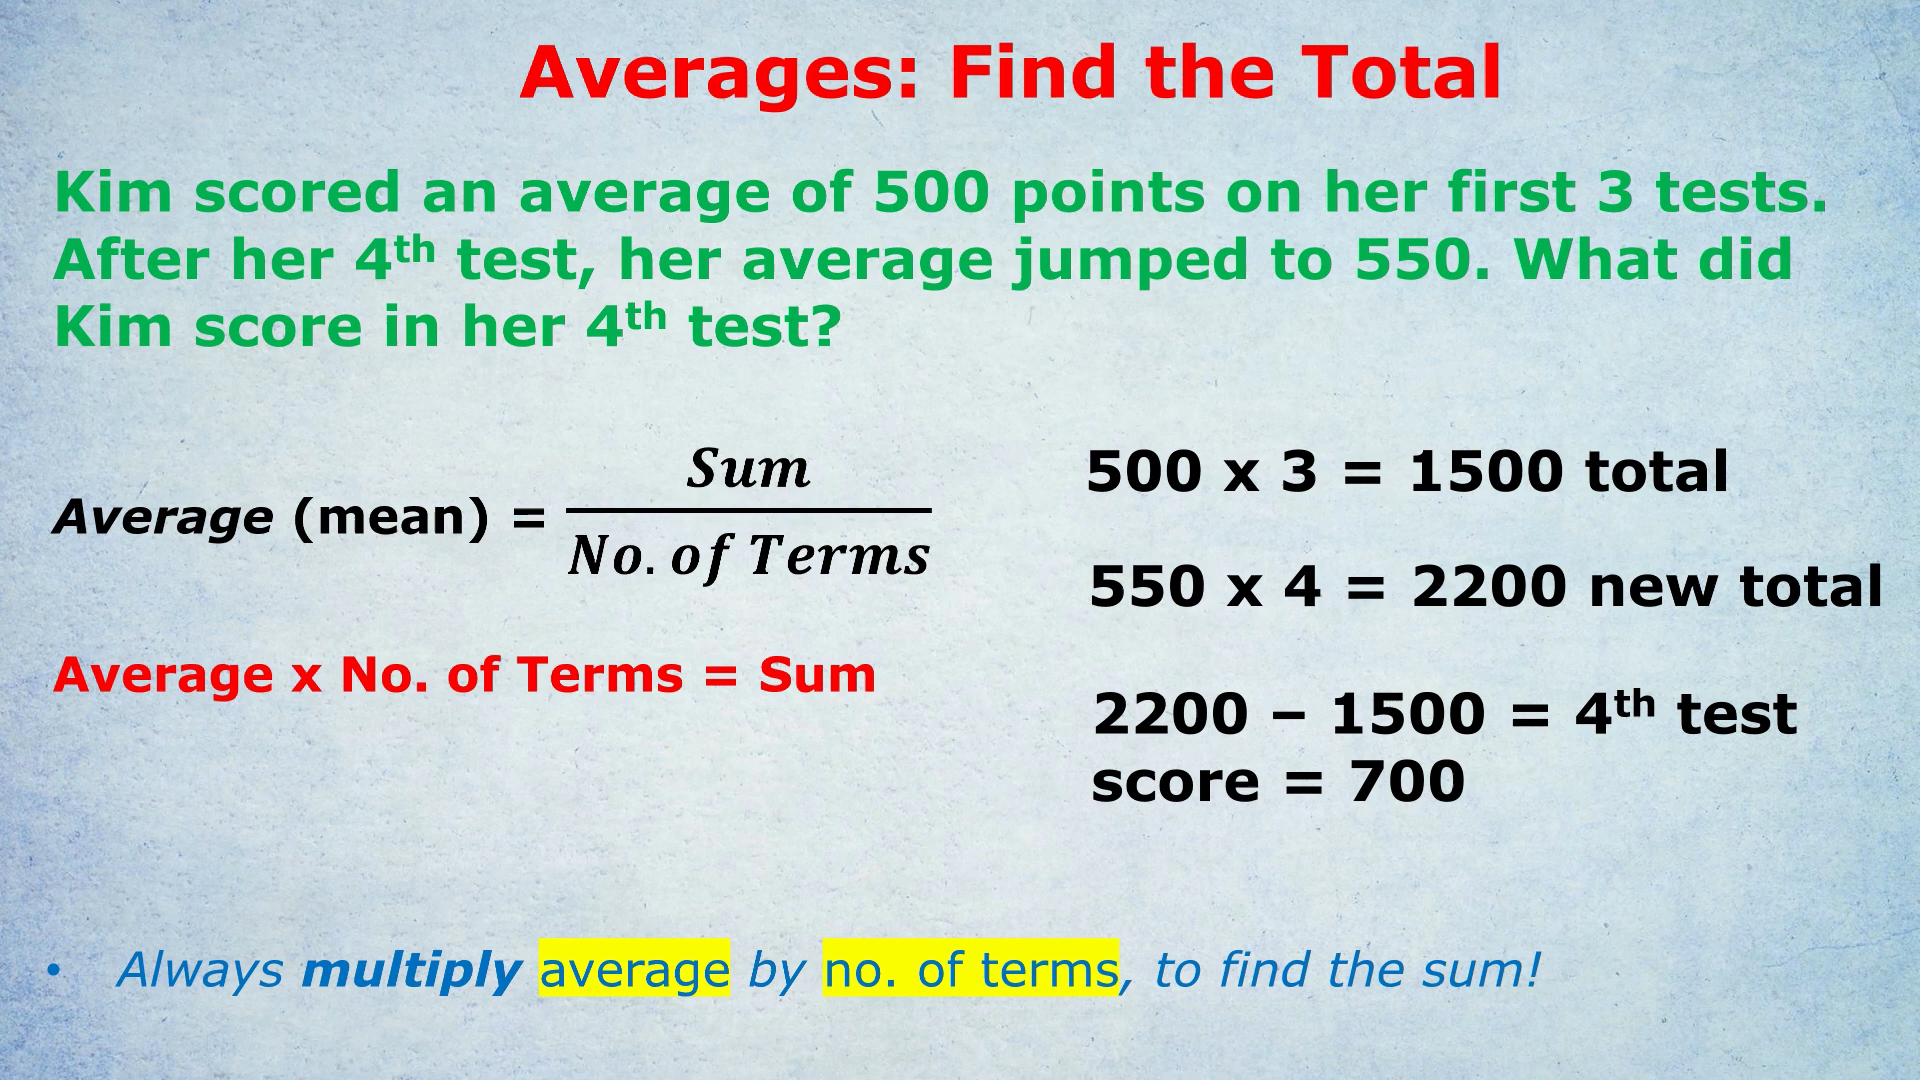 Averages: Find the Total
Kim scored an average of 500 points on her first 3 tests.
After her 4th test, her average jumped to 550. What did
Kim score in her 4th test?
Average (mean) = Sum
No. of Terms
Average x No. of Terms = Sum
500 x 3 = 1500 total
550 x 4 = 2200 new total
2200 – 1500 = 4th test
score = 700
• Always multiply average by no. of terms, to find the sum!